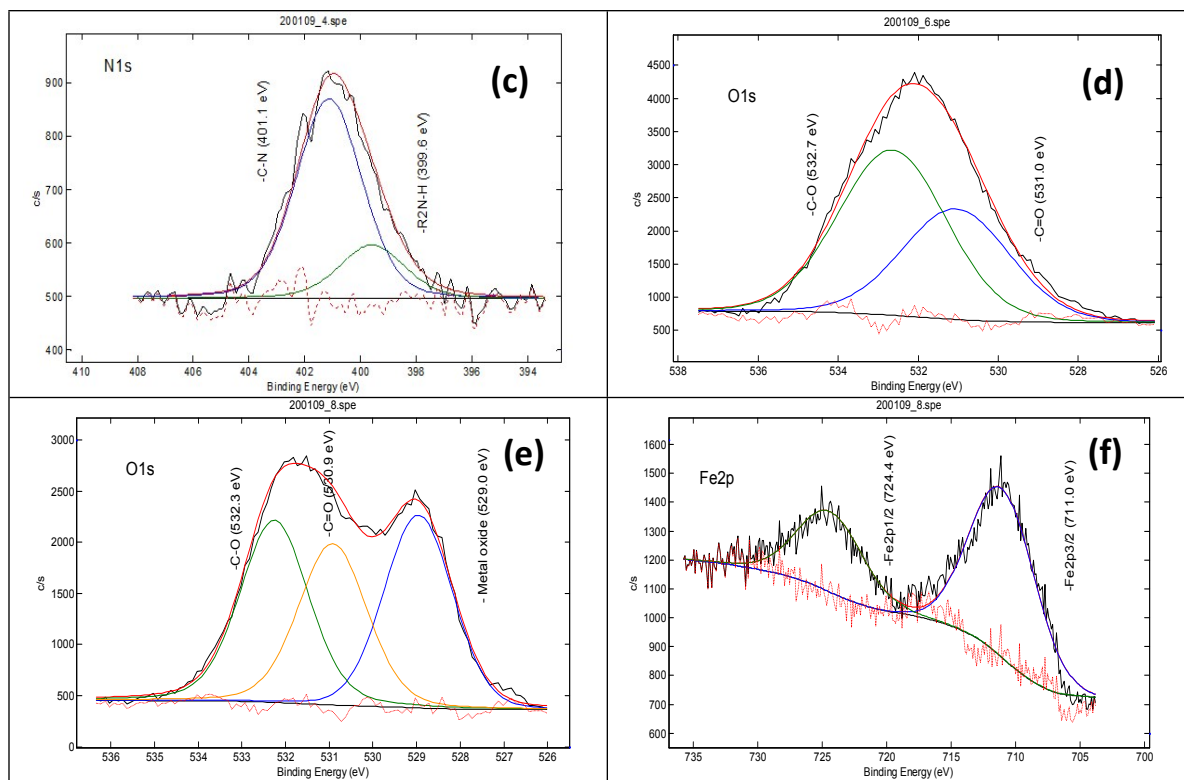 200109_4.spe
N1s
(c)
-C-N (401.1 eV)
-R2N-H (399.6 eV)
c/s
900
800
700
600
500
400
410 408 406 404 402 400 398 396 394
Binding Energy (eV)
200109_6.spe
O1s
(d)
-C-O (532.7 eV)
-C=O (531.0 eV)
c/s
4500
4000
3500
3000
2500
2000
1500
1000
500
538 536 534 532 530 528 526
Binding Energy (eV)
200109_8.spe
O1s
(e)
-C-O (532.3 eV)
-C=O (530.9 eV)
- Metal oxide (529.0 eV)
c/s
3000
2500
2000
1500
1000
500
0
536 535 534 533 532 531 530 529 528 527 526
Binding Energy (eV)
200109_8.spe
Fe2p
(f)
-Fe2p1/2 (724.4 eV)
-Fe2p3/2 (711.0 eV)
c/s
1600
1500
1400
1300
1200
1100
1000
900
800
700
600
735 730 725 720 715 710 705 700
Binding Energy (eV)